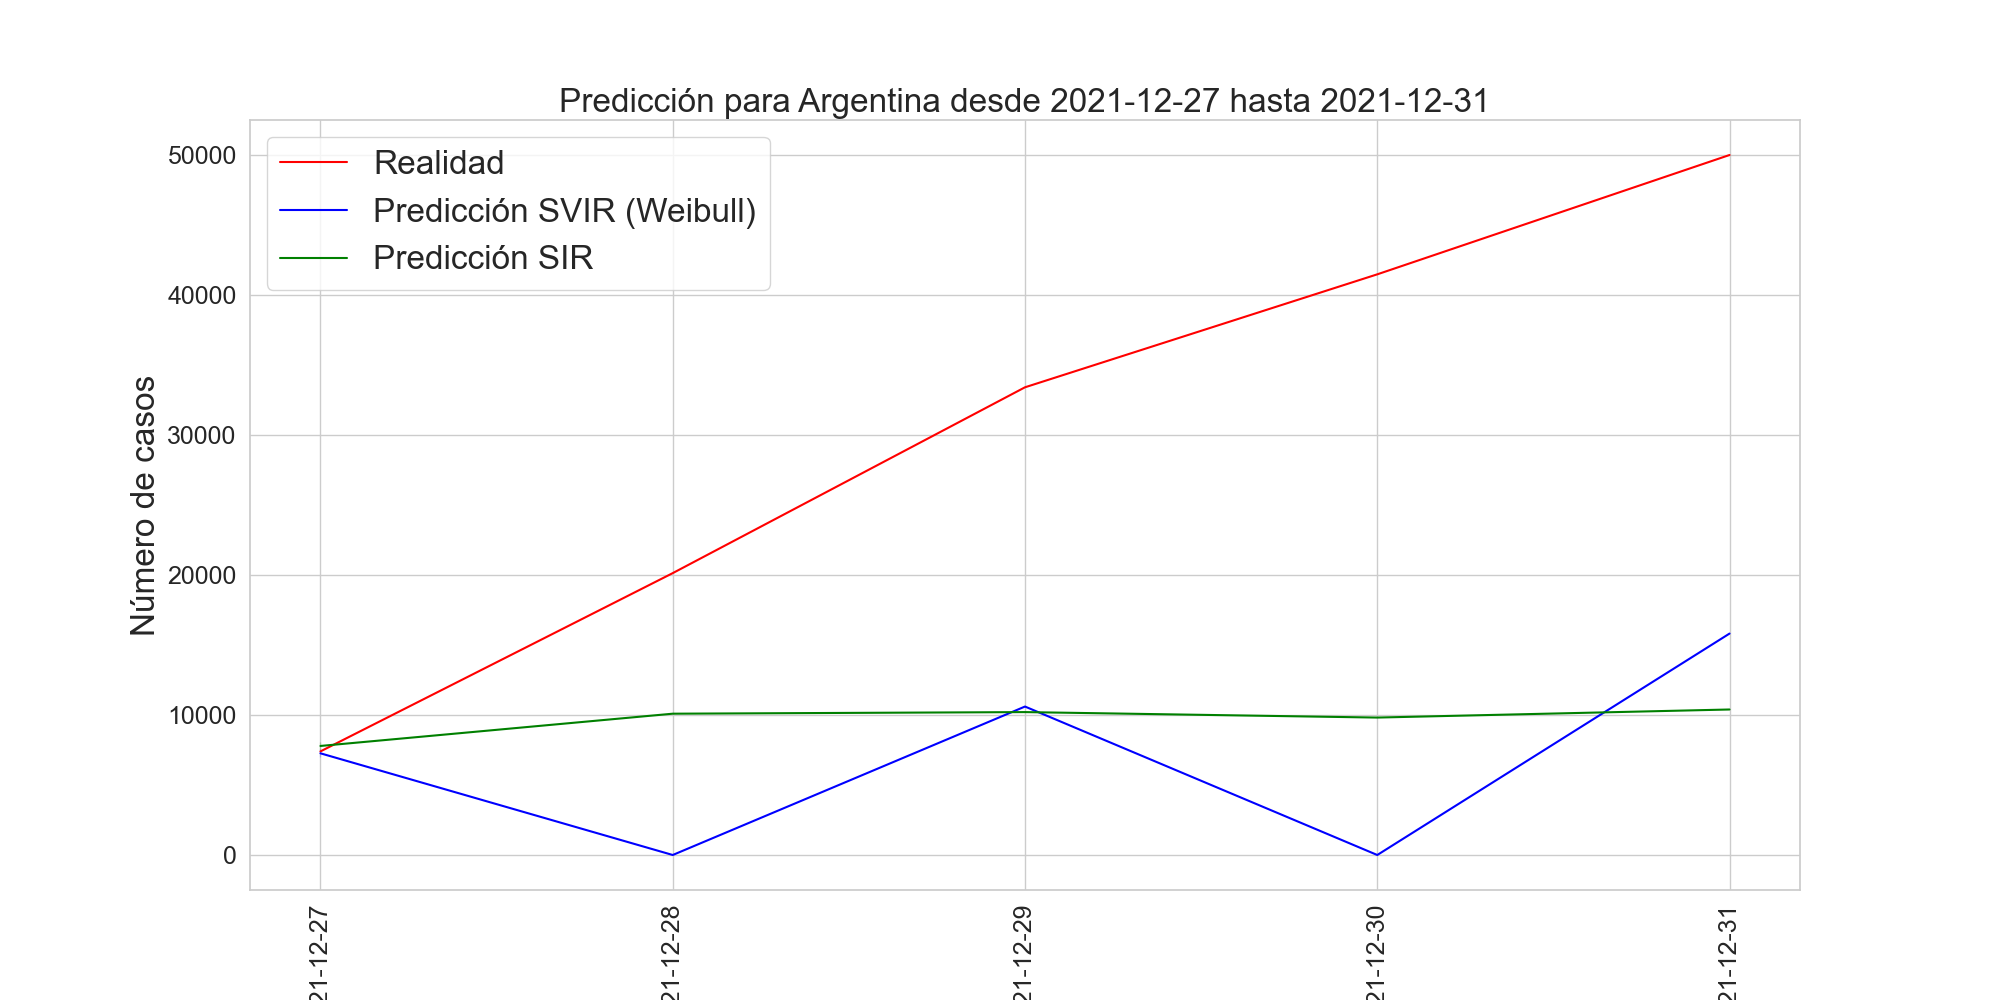 Predicción para Argentina desde 2021-12-27 hasta 2021-12-31
Realidad
Predicción SVIR (Weibull)
Predicción SIR
Número de casos
50000
40000
30000
20000
10000
0
21-12-27
21-12-28
21-12-29
21-12-30
21-12-31